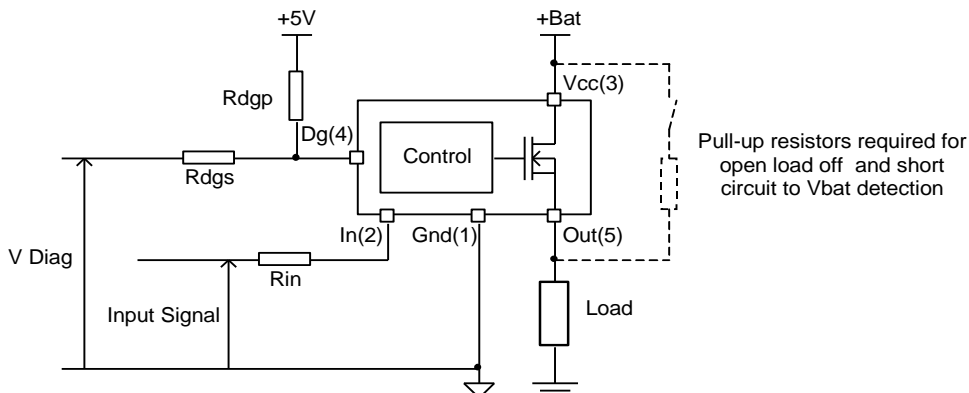 +5V
+Bat
Rdgp
Vcc(3)
Dg(4)
Control
Pull-up resistors required for
open load off and short
circuit to Vbat detection
Rdgs
In(2)
Gnd(1)
Out(5)
V Diag
Rin
Input Signal
Load